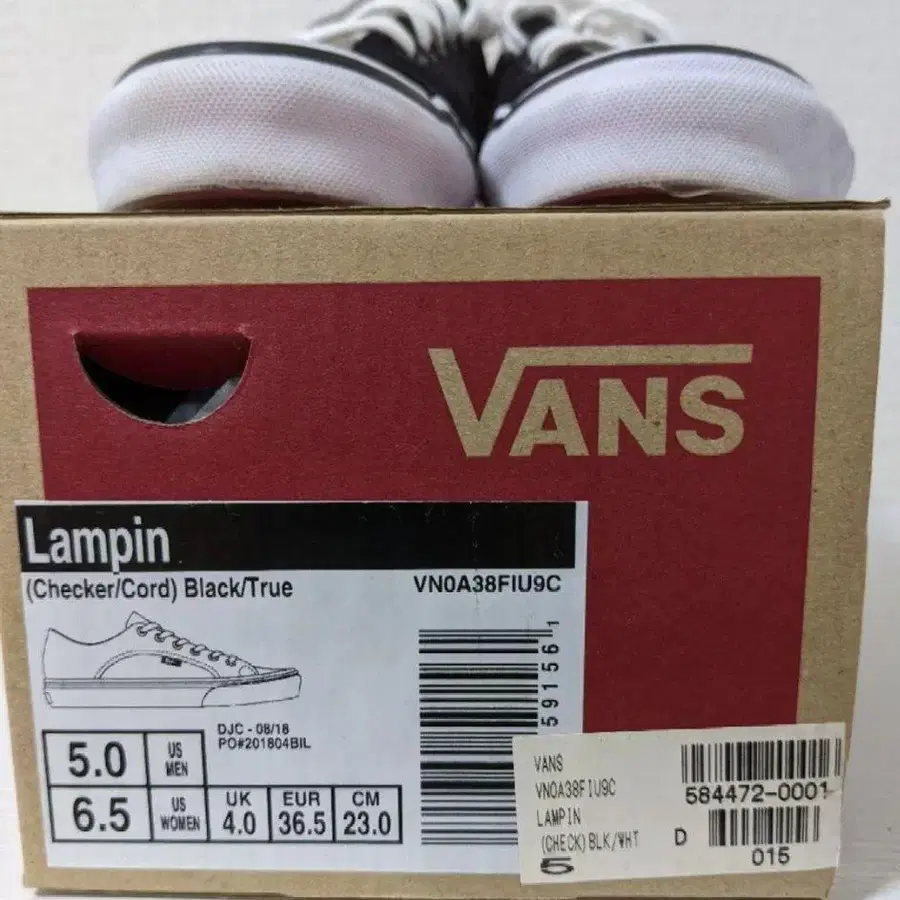 VANS
Lampin
(Checker/Cord) Black/True
VN0A38FIU9C
59156 1
DJC - 08/18
PO#201804BIL
5.0 US MEN
6.5 US WOMEN
UK 4.0
EUR 36.5
CM 23.0
VANS
VN0A38FIU9C
584472-0001
LAMPIN
(CHECK)BLK/WHT
D
015
5